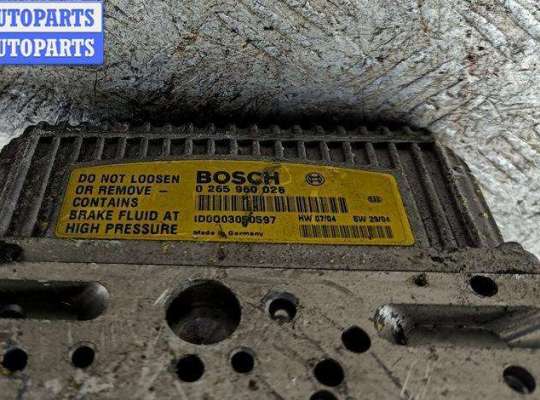 AUTOPARTS
AUTOPARTS
DO NOT LOOSEN
OR REMOVE -
CONTAINS
BRAKE FLUID AT
HIGH PRESSURE
BOSCH
0 265 960 026
HW 07/04 SW 29/04
Made in Germany